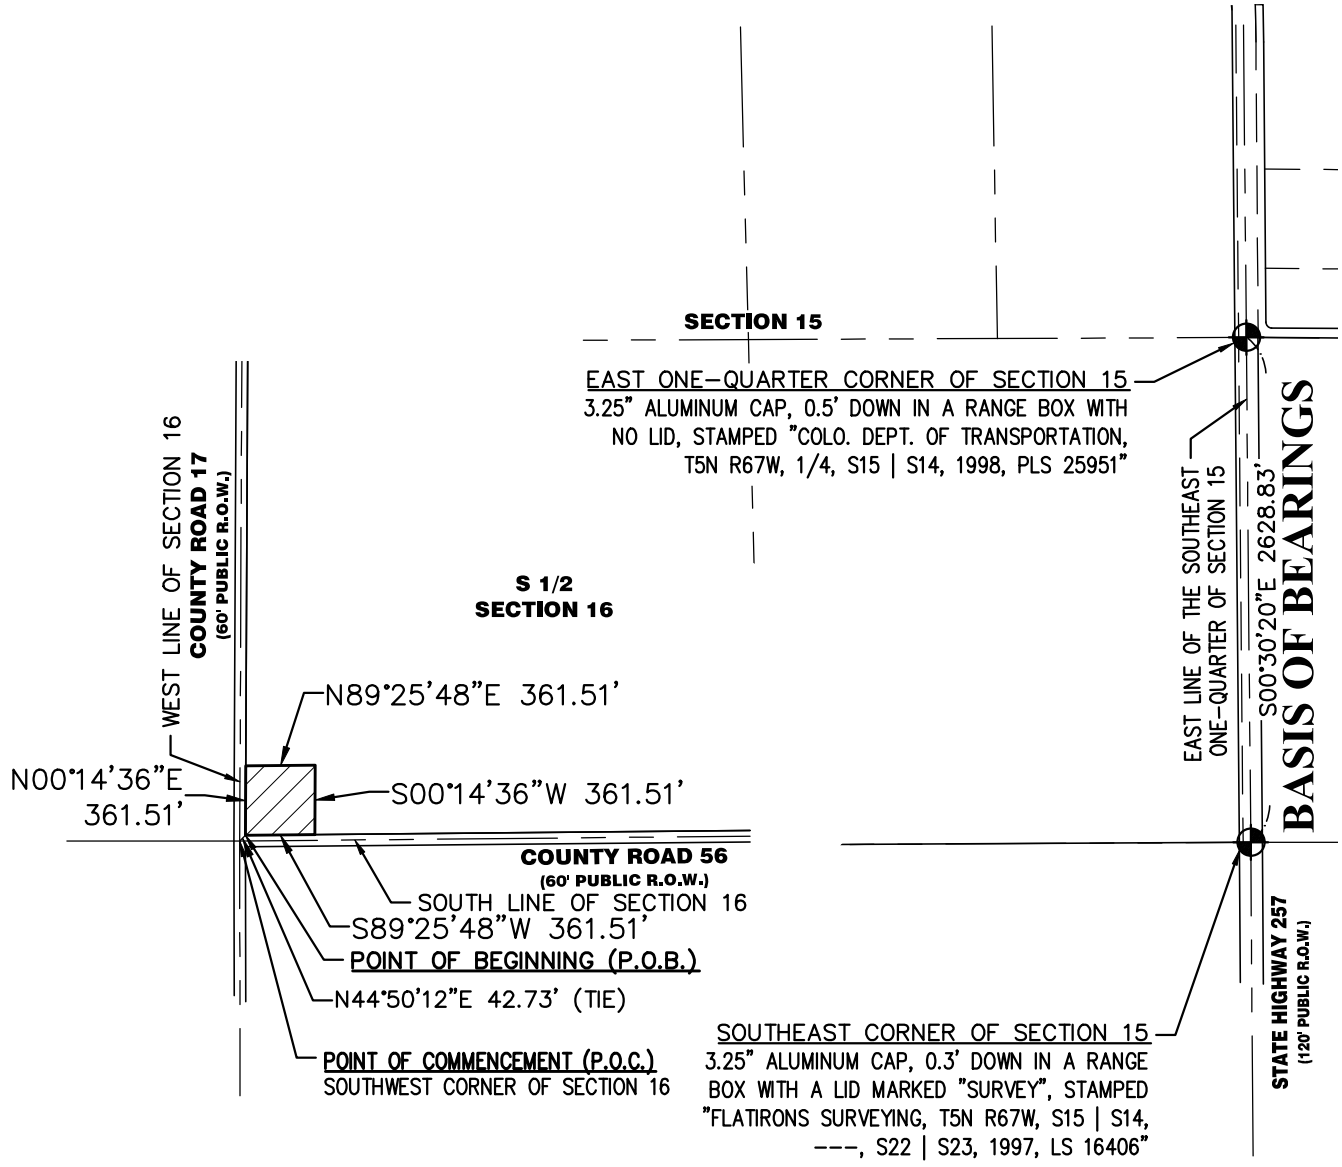 SECTION 15
EAST ONE-QUARTER CORNER OF SECTION 15
3.25" ALUMINUM CAP, 0.5' DOWN IN A RANGE BOX WITH
NO LID, STAMPED "COLO. DEPT. OF TRANSPORTATION,
T5N R67W, 1/4, S15 | S14, 1998, PLS 25951"
WEST LINE OF SECTION 16
COUNTY ROAD 17
(60' PUBLIC R.O.W.)
S 1/2
SECTION 16
EAST LINE OF THE SOUTHEAST
ONE-QUARTER OF SECTION 15
S00°30'20"E 2628.83'
BASIS OF BEARINGS
N89°25'48"E 361.51'
N00°14'36"E
361.51'
S00°14'36"W 361.51'
COUNTY ROAD 56
(60' PUBLIC R.O.W.)
SOUTH LINE OF SECTION 16
S89°25'48"W 361.51'
POINT OF BEGINNING (P.O.B.)
N44°50'12"E 42.73' (TIE)
POINT OF COMMENCEMENT (P.O.C.)
SOUTHWEST CORNER OF SECTION 16
SOUTHEAST CORNER OF SECTION 15
3.25" ALUMINUM CAP, 0.3' DOWN IN A RANGE
BOX WITH A LID MARKED "SURVEY", STAMPED
"FLATIRONS SURVEYING, T5N R67W, S15 | S14,
---, S22 | S23, 1997, LS 16406"
STATE HIGHWAY 257
(120' PUBLIC R.O.W.)